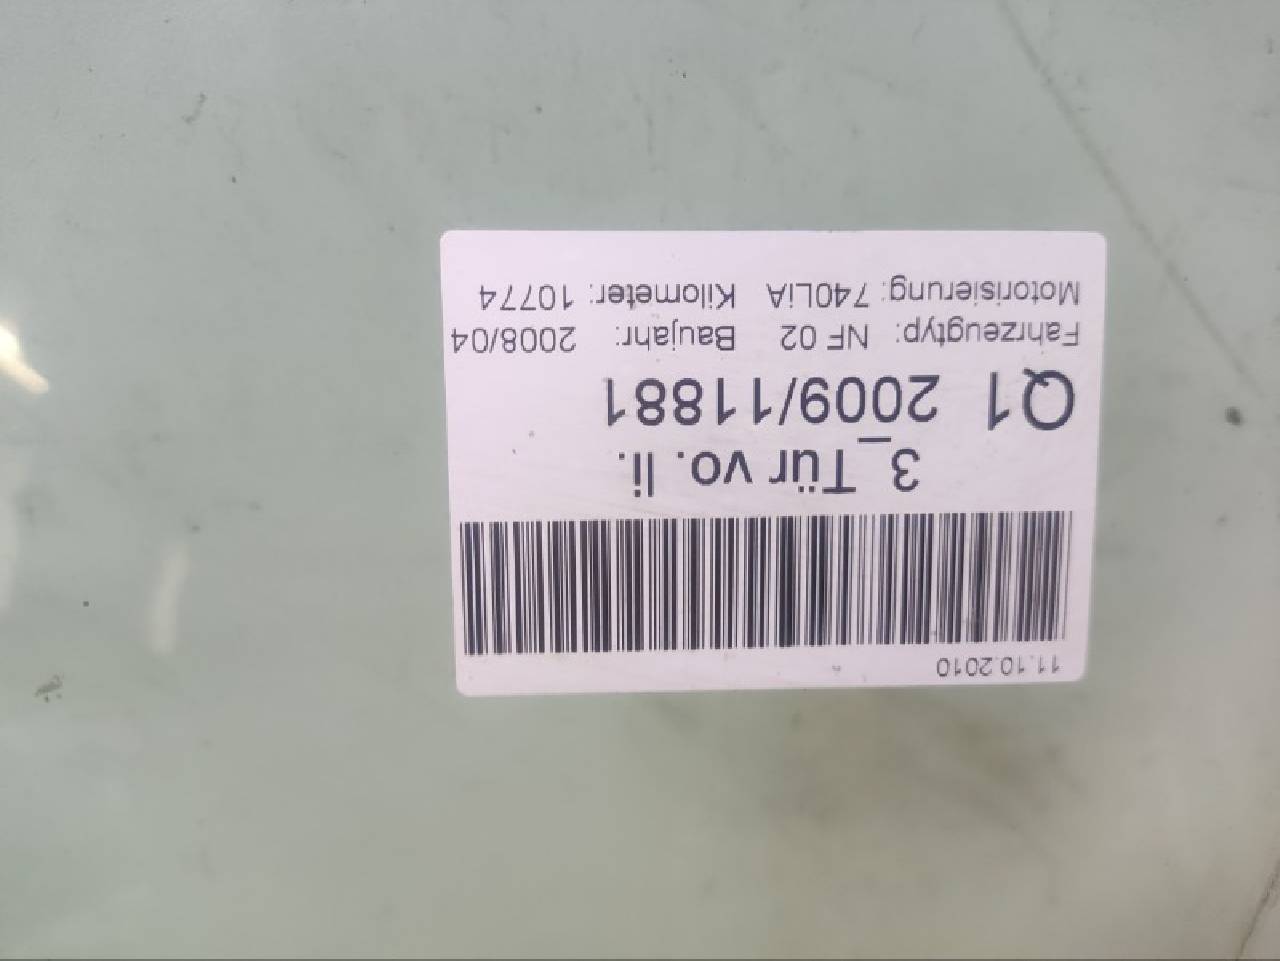 11.10.2010
3_Tür vo. li.
Q1 2009/11881
Fahrzeugtyp: NF 02 Baujahr: 2008/04
Motorisierung: 740LiA Kilometer: 10774